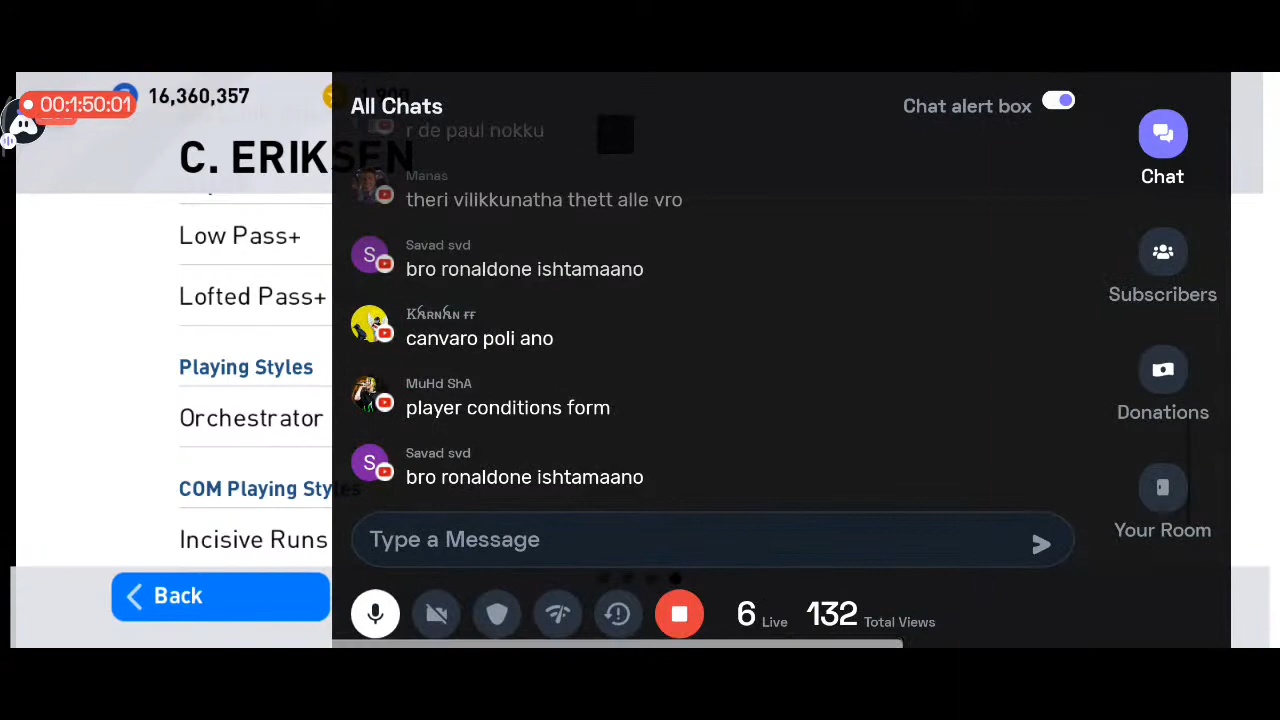 00:1:50:01
16,360,357
C. ERIKSEN
Low Pass+
Lofted Pass+
Playing Styles
Orchestrator
COM Playing Styles
Incisive Runs
Back
All Chats
Chat alert box
r de paul nokku
Manas
theri vilikkunatha thett alle vro
Savad svd
bro ronaldone ishtamaano
canvaro poli ano
MuHd ShA
player conditions form
Savad svd
bro ronaldone ishtamaano
Type a Message
6 Live 132 Total Views
Chat
Subscribers
Donations
Your Room